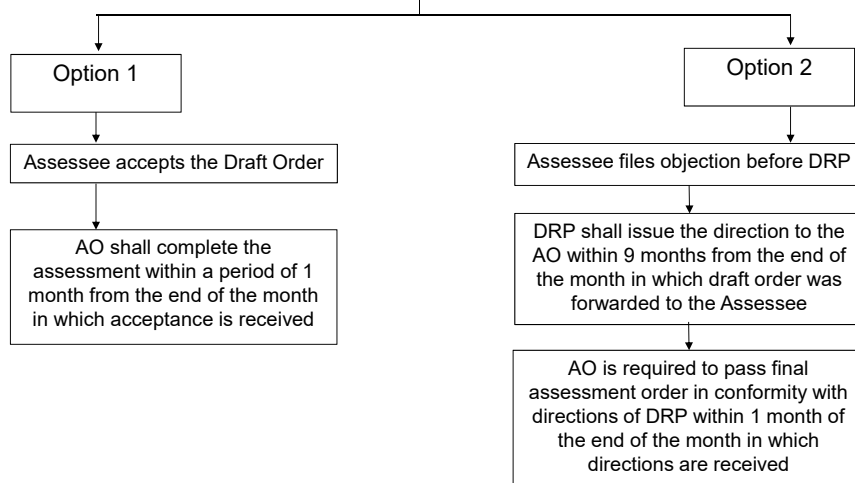 Option 1
Assessee accepts the Draft Order
AO shall complete the
assessment within a period of 1
month from the end of the month
in which acceptance is received
Option 2
Assessee files objection before DRP
DRP shall issue the direction to the
AO within 9 months from the end of
the month in which draft order was
forwarded to the Assessee
AO is required to pass final
assessment order in conformity with
directions of DRP within 1 month of
the end of the month in which
directions are received